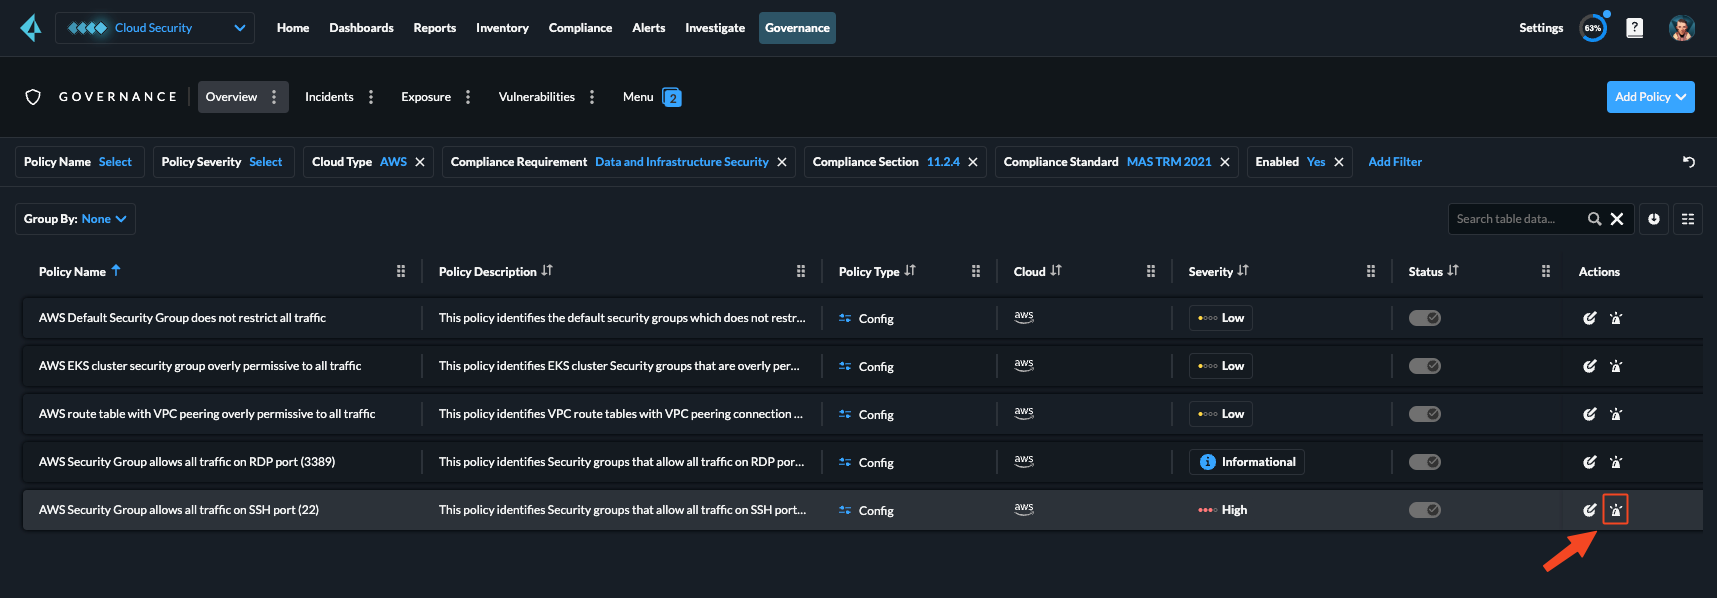 Cloud Security Home Dashboards Reports Inventory Compliance Alerts Investigate Governance Settings 63% ?
GOVERNANCE Overview Incidents Exposure Vulnerabilities Menu 2 Add Policy
Policy Name Select Policy Severity Select Cloud Type AWS Compliance Requirement Data and Infrastructure Security Compliance Section 11.2.4 Compliance Standard MAS TRM 2021 Enabled Yes Add Filter
Group By: None Search table data...
Policy Name Policy Description Policy Type Cloud Severity Status Actions
AWS Default Security Group does not restrict all traffic This policy identifies the default security groups which does not restr... Config aws Low
AWS EKS cluster security group overly permissive to all traffic This policy identifies EKS cluster Security groups that are overly per... Config aws Low
AWS route table with VPC peering overly permissive to all traffic This policy identifies VPC route tables with VPC peering connection ... Config aws Low
AWS Security Group allows all traffic on RDP port (3389) This policy identifies Security groups that allow all traffic on RDP por... Config aws i Informational
AWS Security Group allows all traffic on SSH port (22) This policy identifies Security groups that allow all traffic on SSH port... Config aws High